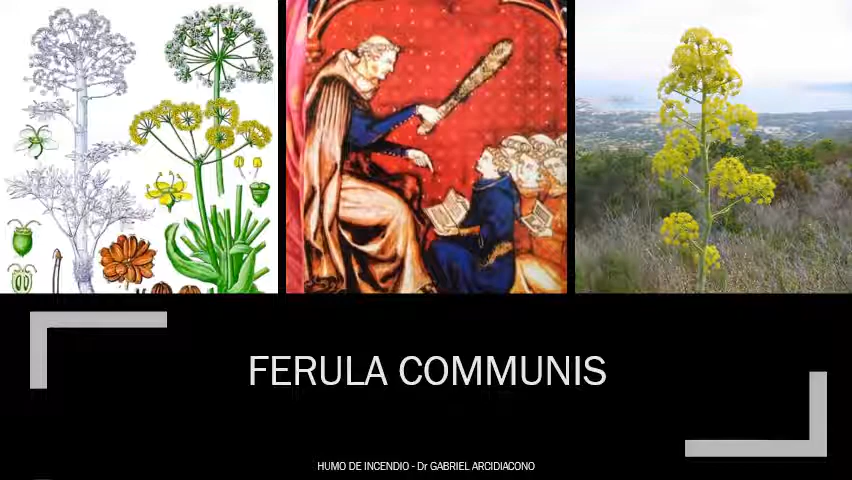 FERULA COMMUNIS
HUMO DE INCENDIO - Dr GABRIEL ARCIDIACONO